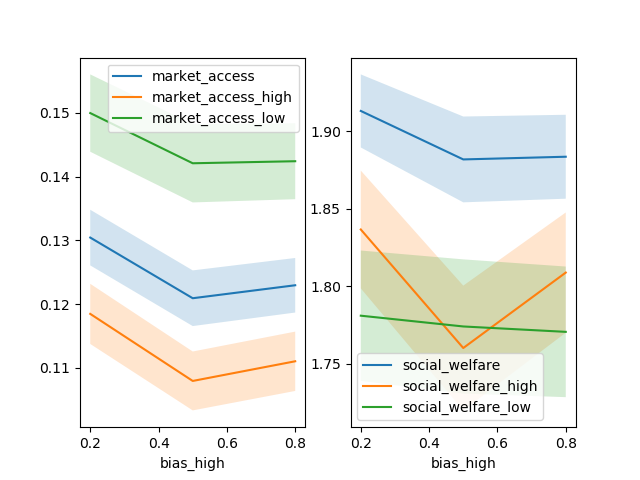 market_access
market_access_high
market_access_low
0.15
0.14
0.13
0.12
0.11
0.2
0.4
0.6
0.8
bias_high
1.90
1.85
1.80
1.75
social_welfare
social_welfare_high
social_welfare_low
0.2
0.4
0.6
0.8
bias_high